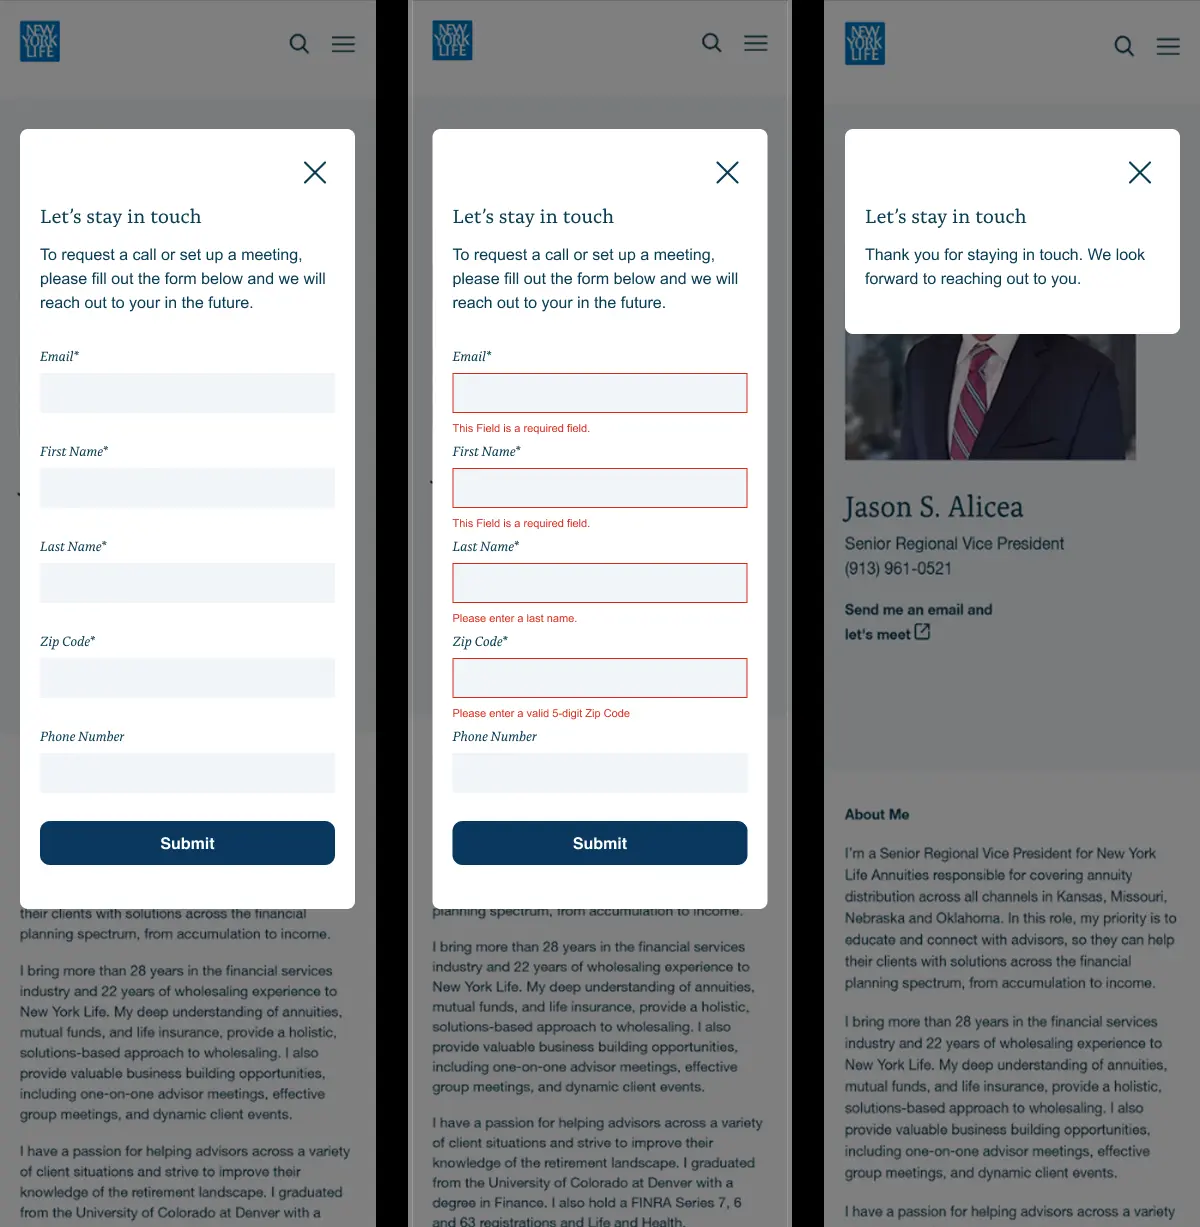 NEW
YORK
LIFE
Let’s stay in touch
To request a call or set up a meeting,
please fill out the form below and we will
reach out to your in the future.
Email*
First Name*
Last Name*
Zip Code*
Phone Number
Submit
their clients with solutions across the financial
planning spectrum, from accumulation to income.
I bring more than 28 years in the financial services
industry and 22 years of wholesaling experience to
New York Life. My deep understanding of annuities,
mutual funds, and life insurance, provide a holistic,
solutions-based approach to wholesaling. I also
provide valuable business building opportunities,
including one-on-one advisor meetings, effective
group meetings, and dynamic client events.
I have a passion for helping advisors across a variety
of client situations and strive to improve their
knowledge of the retirement landscape. I graduated
from the University of Colorado at Denver with a
NEW
YORK
LIFE
Let’s stay in touch
To request a call or set up a meeting,
please fill out the form below and we will
reach out to your in the future.
Email*
This Field is a required field.
First Name*
This Field is a required field.
Last Name*
Please enter a last name.
Zip Code*
Please enter a valid 5-digit Zip Code
Phone Number
Submit
planning spectrum, from accumulation to income.
I bring more than 28 years in the financial services
industry and 22 years of wholesaling experience to
New York Life. My deep understanding of annuities,
mutual funds, and life insurance, provide a holistic,
solutions-based approach to wholesaling. I also
provide valuable business building opportunities,
including one-on-one advisor meetings, effective
group meetings, and dynamic client events.
I have a passion for helping advisors across a variety
of client situations and strive to improve their
knowledge of the retirement landscape. I graduated
from the University of Colorado at Denver with a
degree in Finance. I also hold a FINRA Series 7, 6
and 63 registrations and Life and Health.
NEW
YORK
LIFE
Let’s stay in touch
Thank you for staying in touch. We look
forward to reaching out to you.
Jason S. Alicea
Senior Regional Vice President
(913) 961-0521
Send me an email and
let's meet
About Me
I'm a Senior Regional Vice President for New York
Life Annuities responsible for covering annuity
distribution across all channels in Kansas, Missouri,
Nebraska and Oklahoma. In this role, my priority is to
educate and connect with advisors, so they can help
their clients with solutions across the financial
planning spectrum, from accumulation to income.
I bring more than 28 years in the financial services
industry and 22 years of wholesaling experience to
New York Life. My deep understanding of annuities,
mutual funds, and life insurance, provide a holistic,
solutions-based approach to wholesaling. I also
provide valuable business building opportunities,
including one-on-one advisor meetings, effective
group meetings, and dynamic client events.
I have a passion for helping advisors across a variety